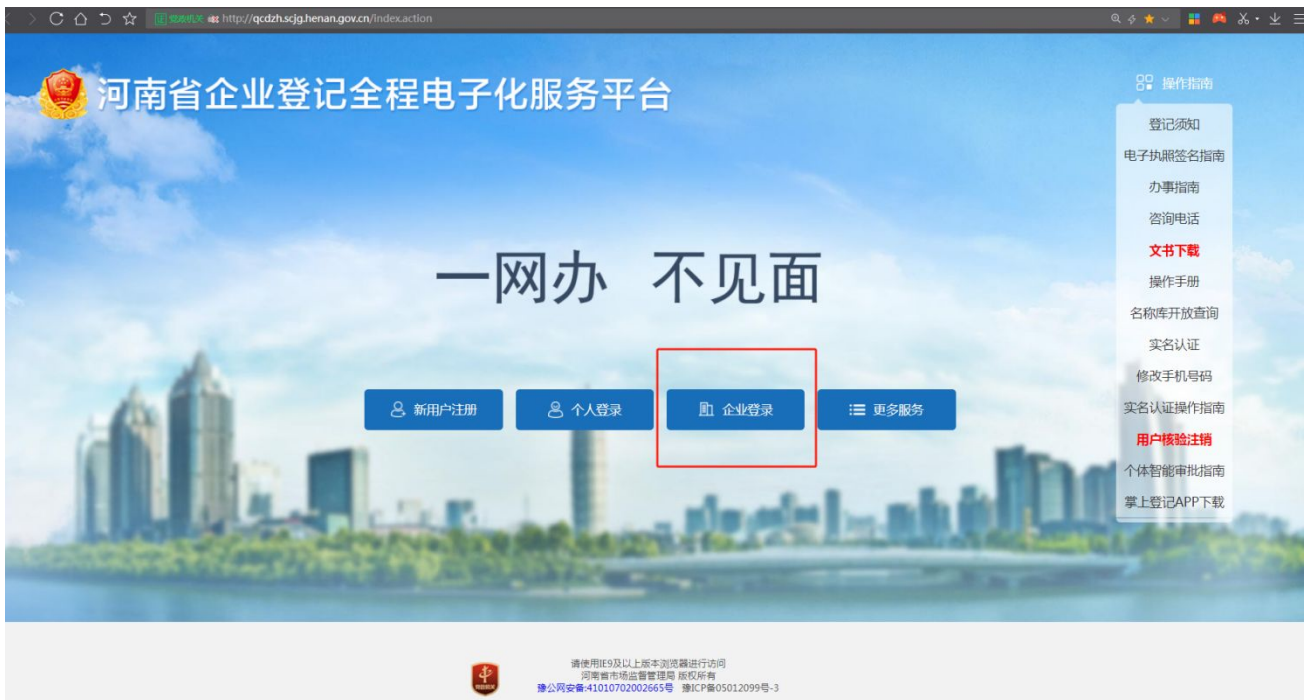 http://qcdzh.scjg.henan.gov.cn/index.action
河南省企业登记全程电子化服务平台
操作指南
登记须知
电子执照签名指南
办事指南
咨询电话
文书下载
操作手册
名称库开放查询
实名认证
修改手机号码
实名认证操作指南
用户核验注销
个体智能审批指南
掌上登记APP下载
一网办 不见面
新用户注册
个人登录
企业登录
更多服务
请使用IE9及以上版本浏览器进行访问
河南省市场监督管理局 版权所有
豫公网安备:41010702002665号 豫ICP备05012099号-3